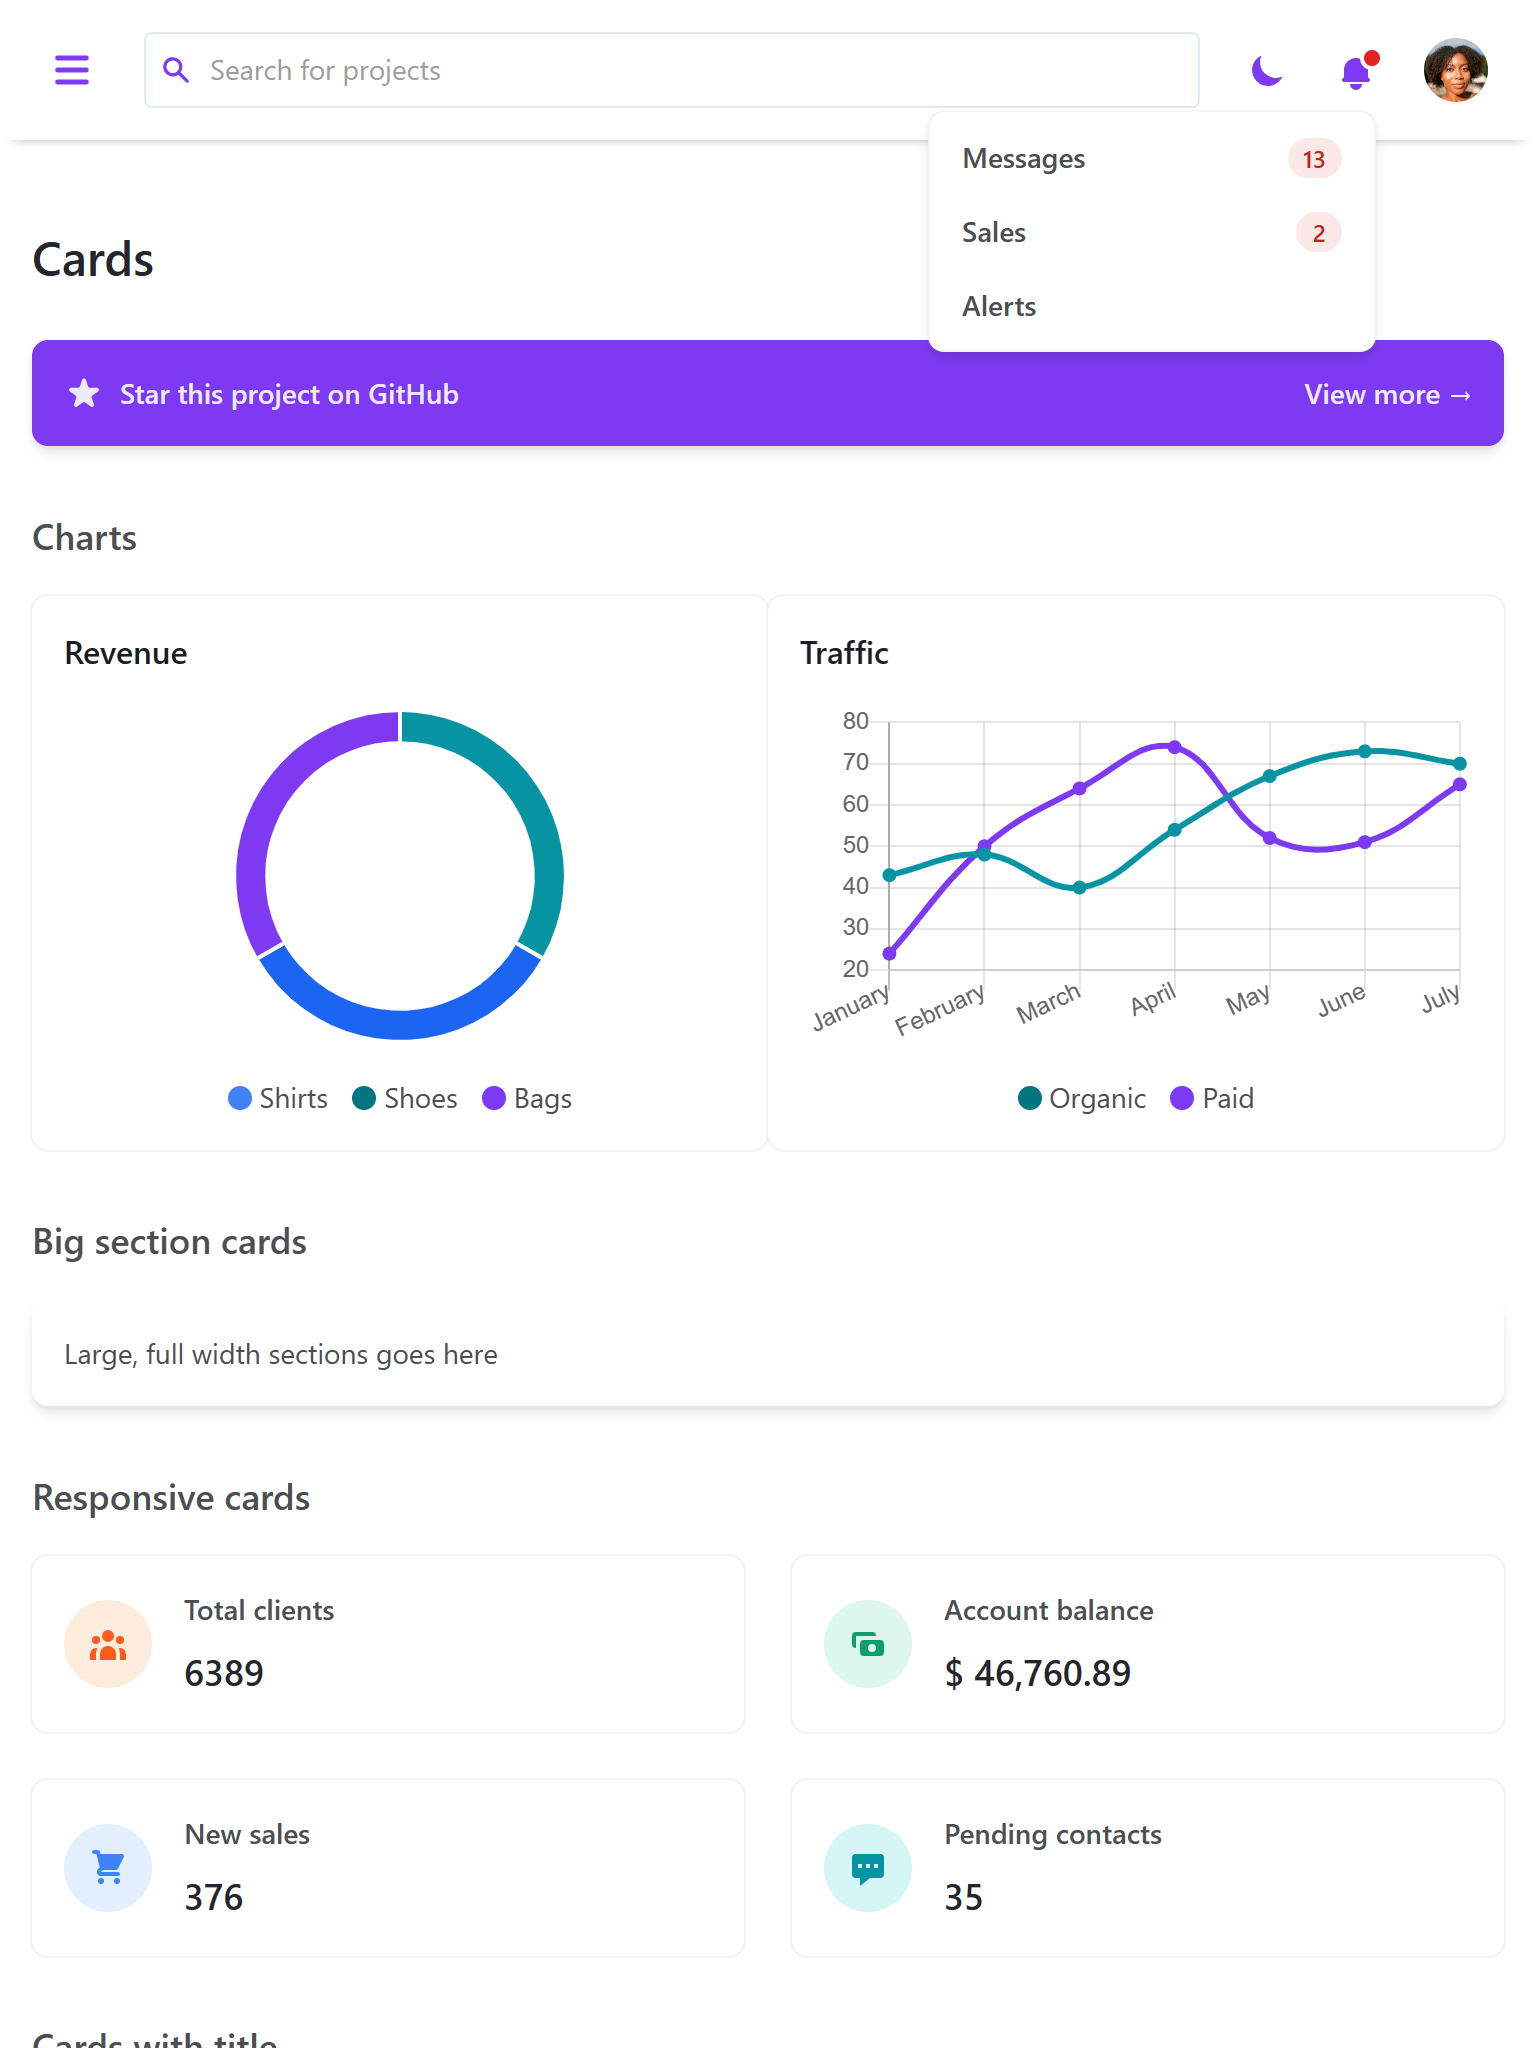 Search for projects
Messages 13
Sales 2
Alerts
Cards
Star this project on GitHub
View more →
Charts
Revenue
Shirts Shoes Bags
Traffic
80
70
60
50
40
30
20
January February March April May June July
Organic Paid
Big section cards
Large, full width sections goes here
Responsive cards
Total clients
6389
Account balance
$ 46,760.89
New sales
376
Pending contacts
35
Cards with title